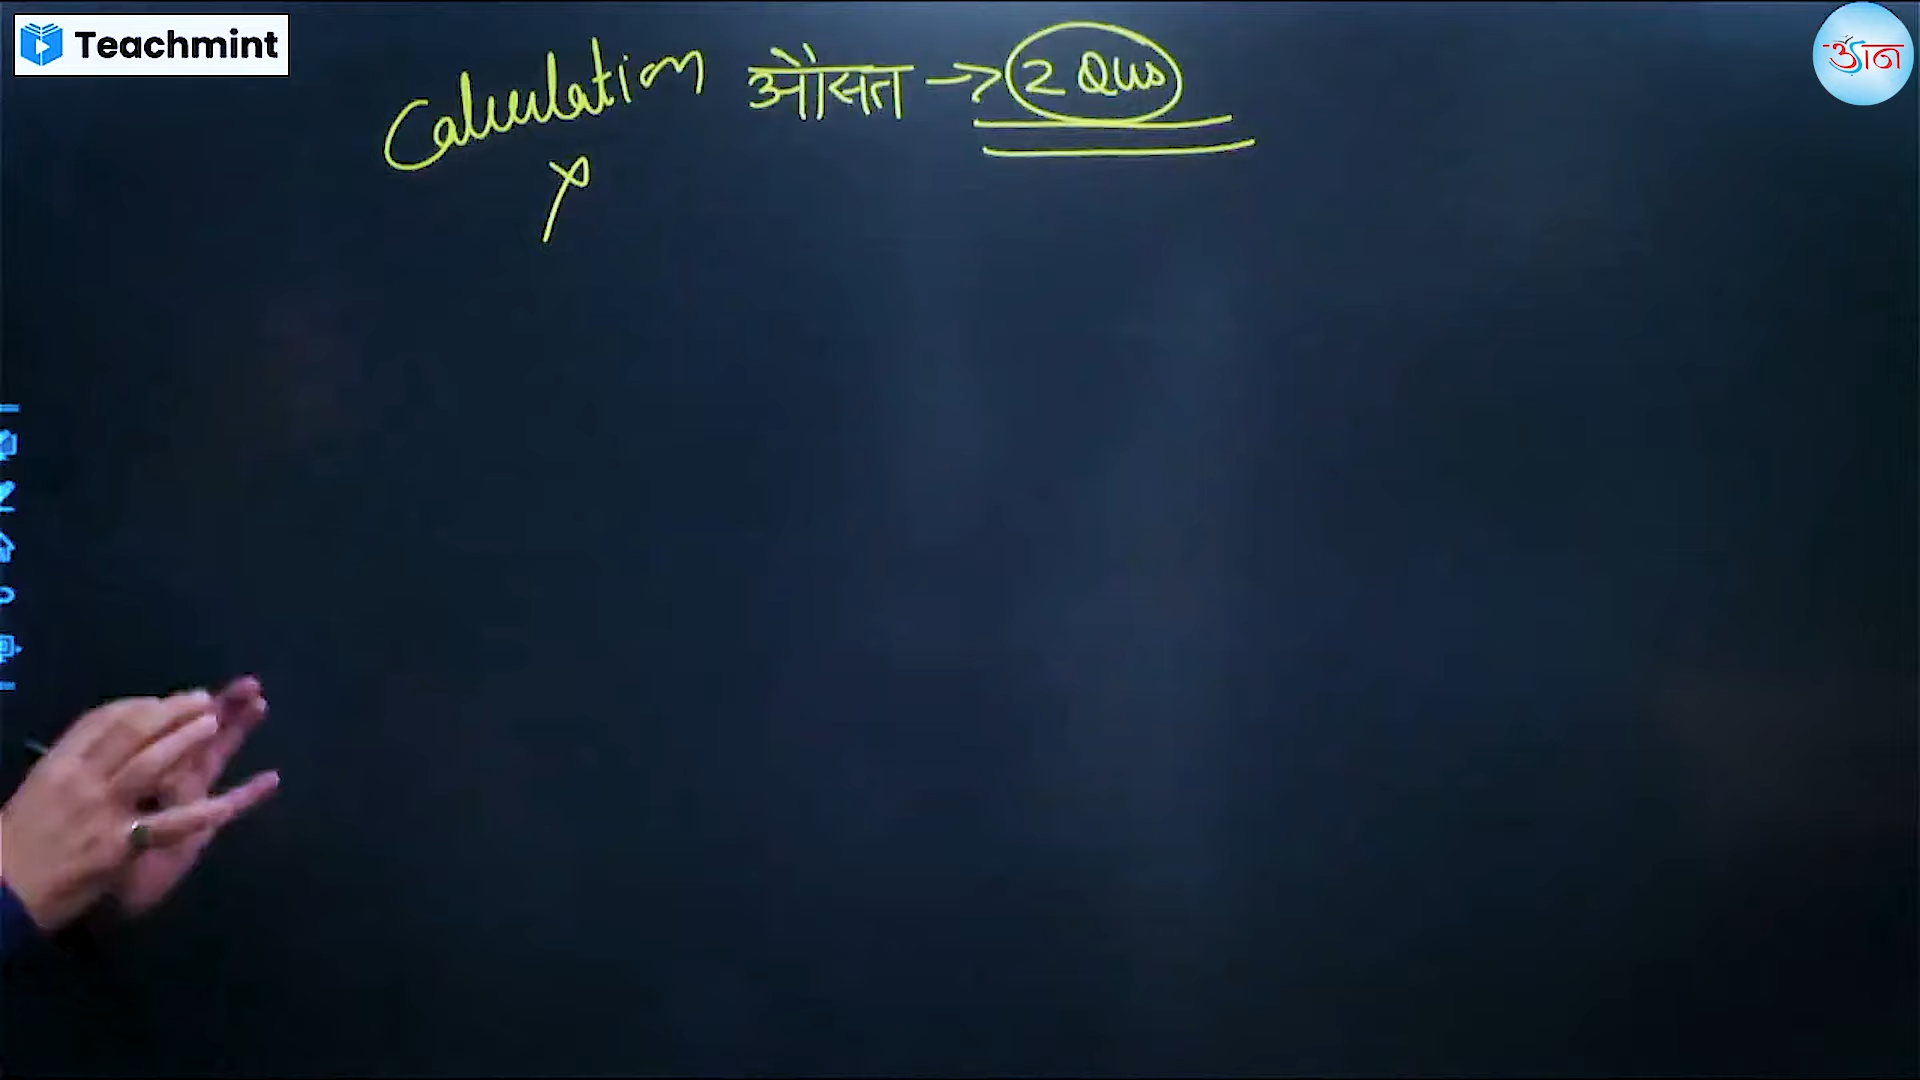 Teachmint
Calculation औसत → 2 Qus